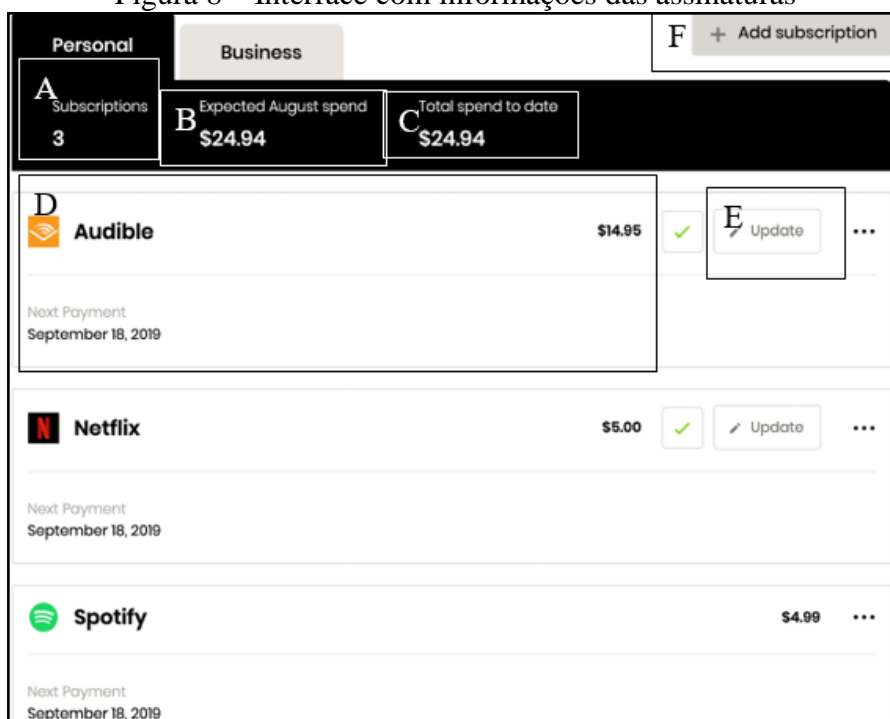 Figura 8 – Interface com informações das assinaturas
Personal
Business
F + Add subscription
A
Subscriptions
3
B Expected August spend
$24.94
C Total spend to date
$24.94
D
Audible
$14.95
E Update
Next Payment
September 18, 2019
N Netflix
$5.00
Update
Next Payment
September 18, 2019
Spotify
$4.99
Next Payment
September 18, 2019